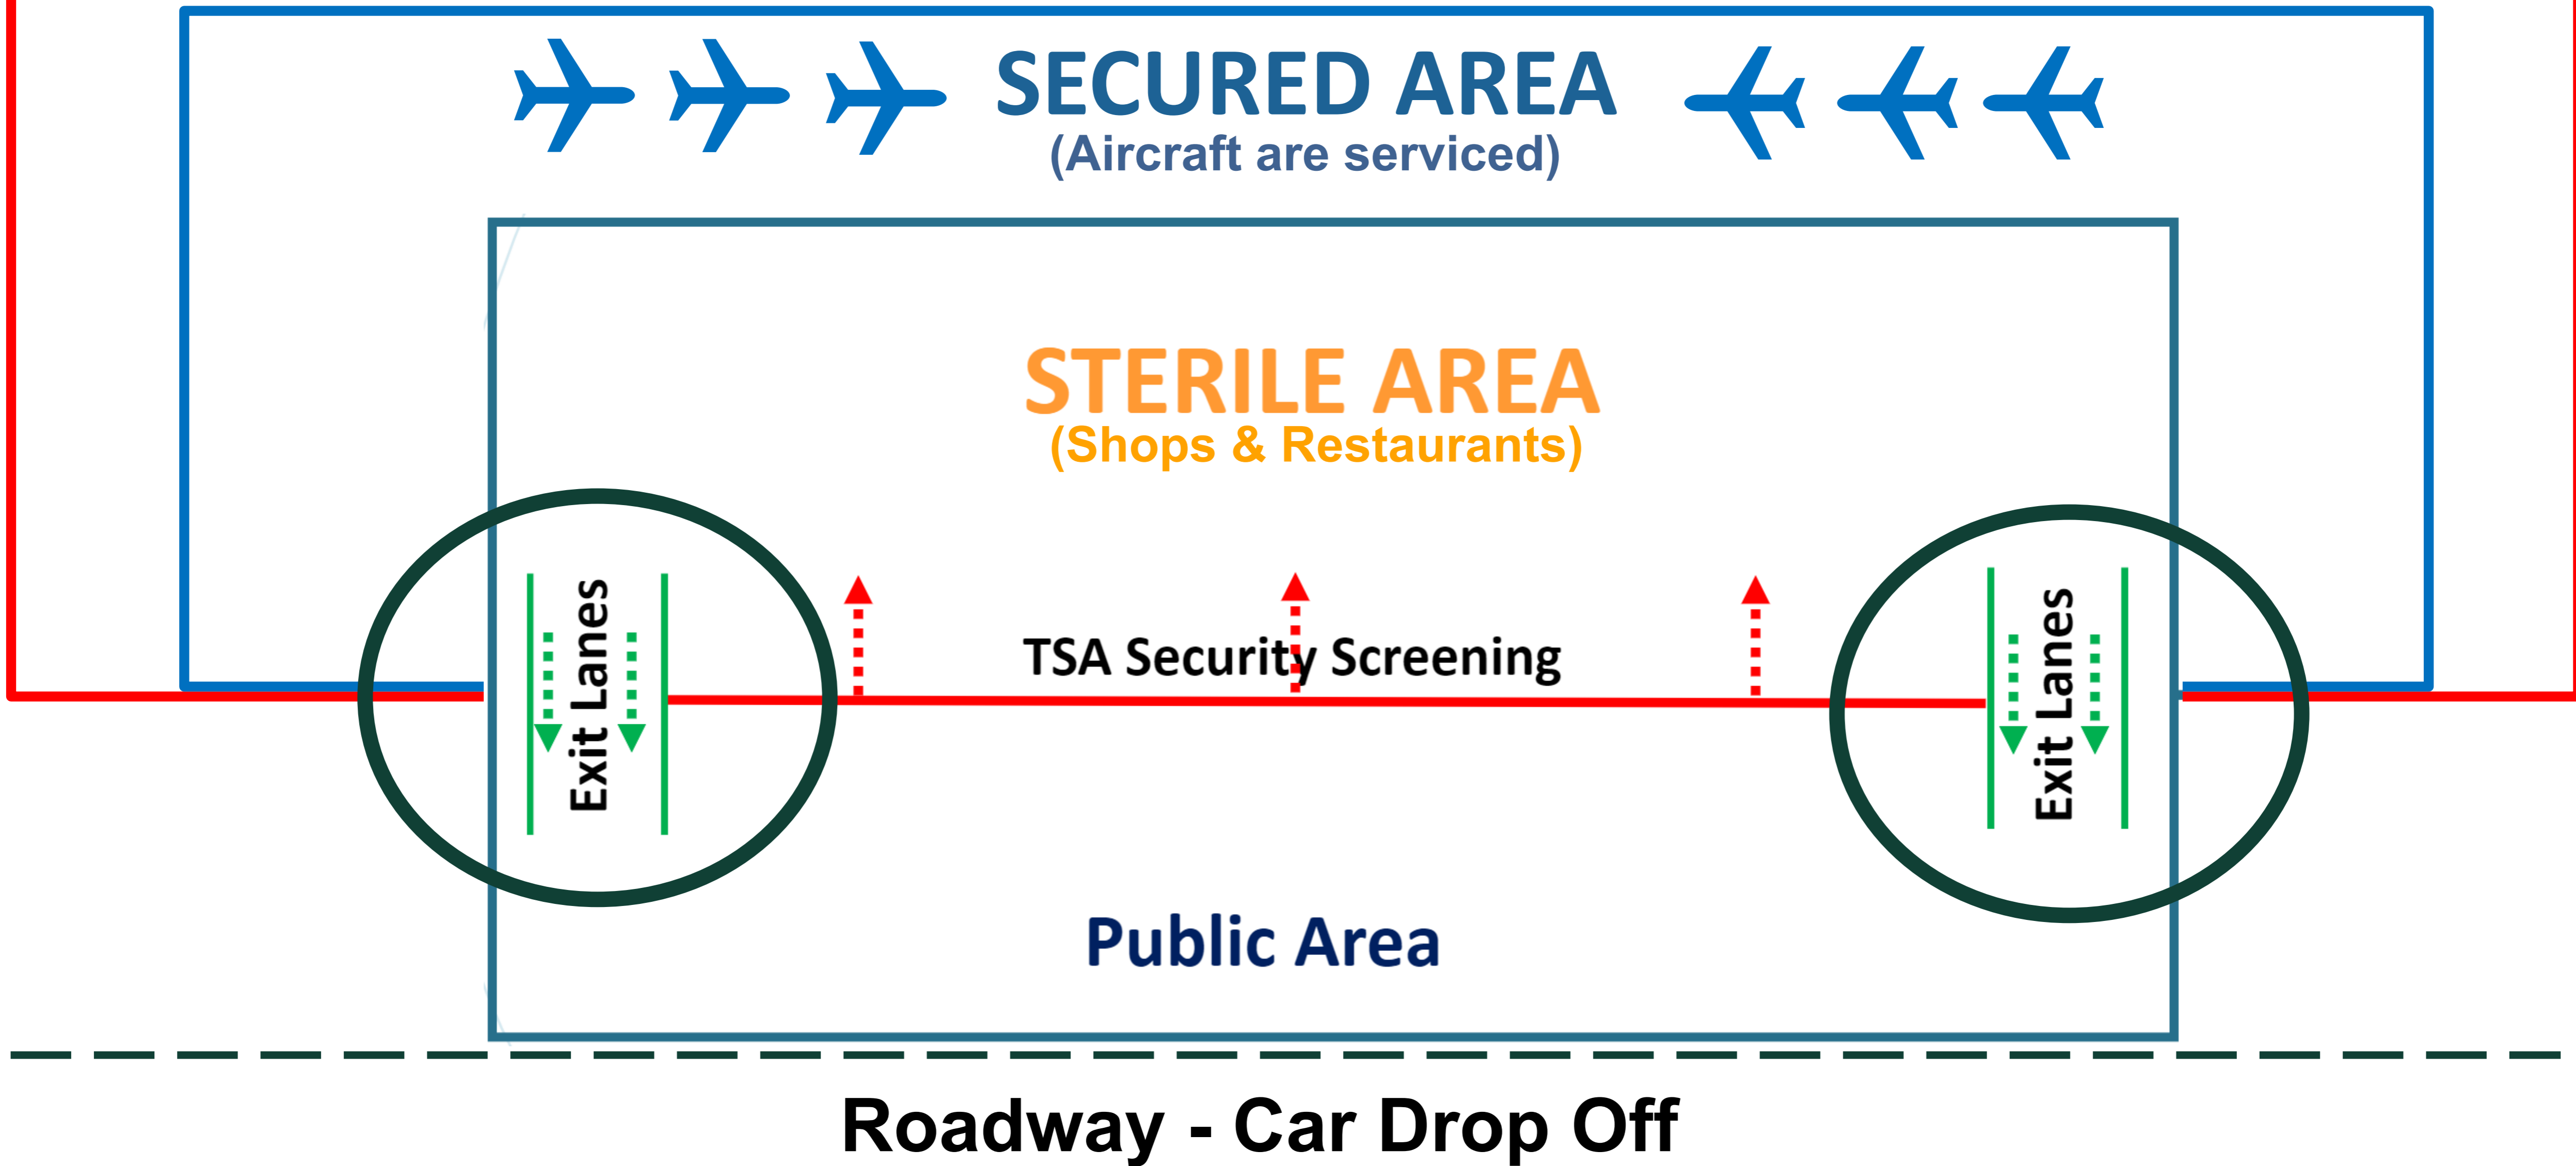 SECURED AREA
(Aircraft are serviced)
STERILE AREA
(Shops & Restaurants)
Exit Lanes
TSA Security Screening
Exit Lanes
Public Area
Roadway - Car Drop Off